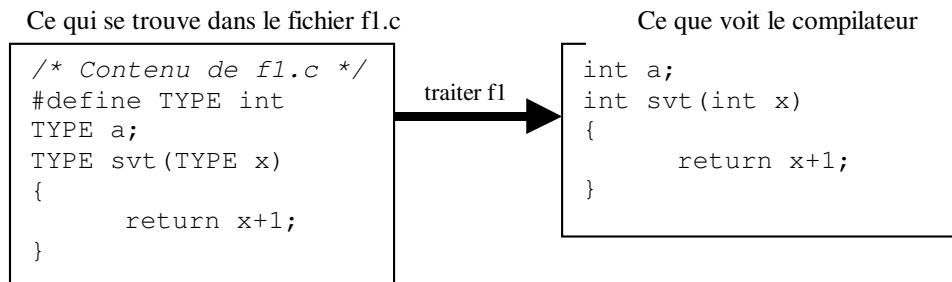 Ce qui se trouve dans le fichier f1.c
/* Contenu de f1.c */
#define TYPE int
TYPE a;
TYPE svt(TYPE x)
{
return x+1;
}
traiter f1
Ce que voit le compilateur
int a;
int svt(int x)
{
return x+1;
}